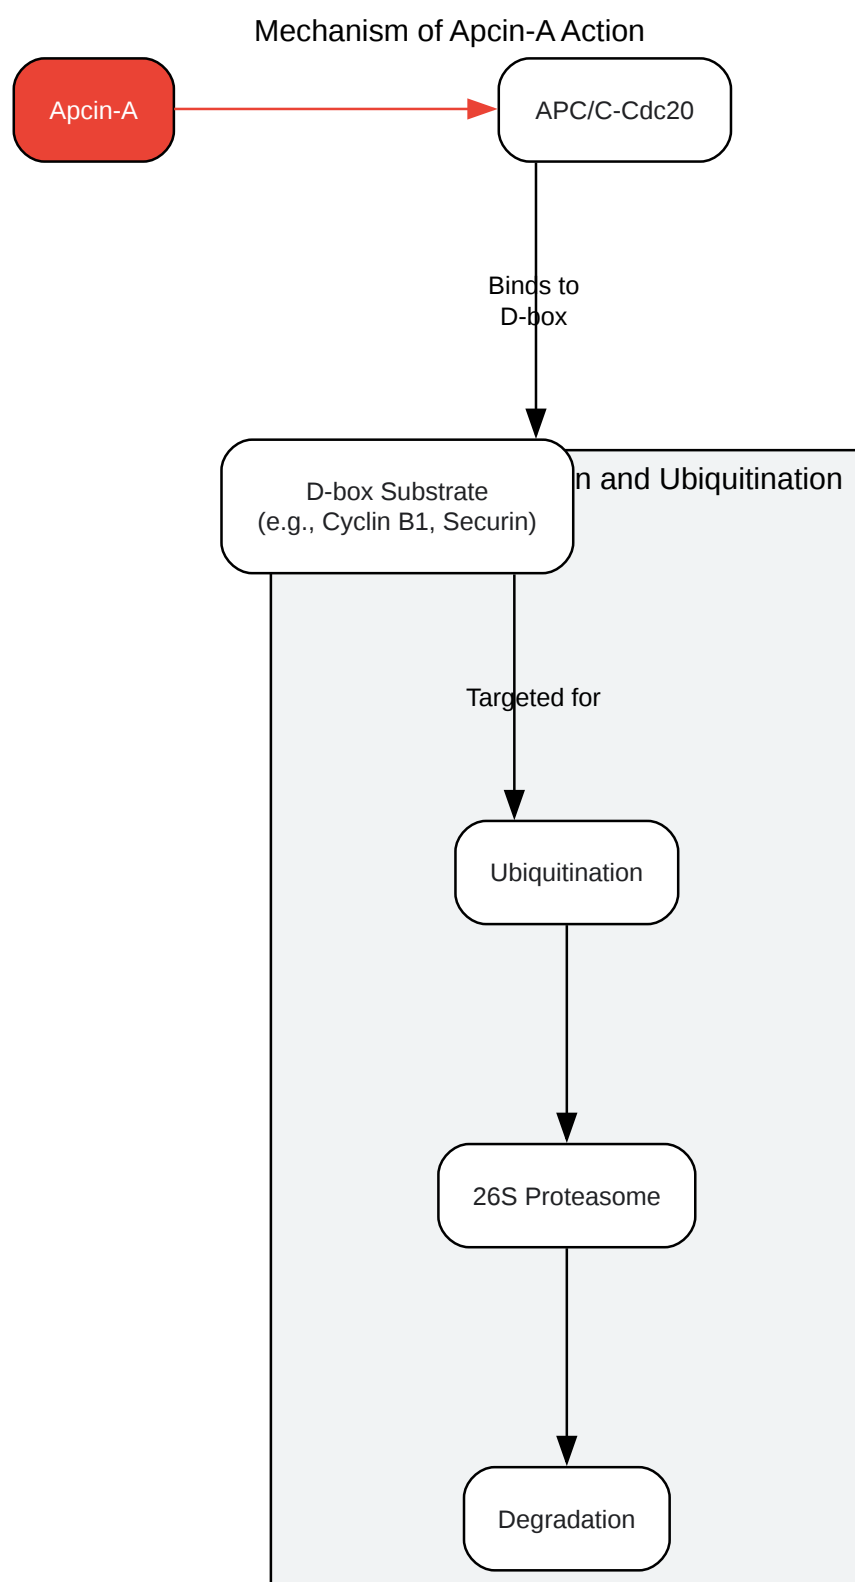 Mechanism of Apcin-A Action
Apcin-A
APC/C-Cdc20
Binds to
D-box
n and Ubiquitination
D-box Substrate
(e.g., Cyclin B1, Securin)
Targeted for
Ubiquitination
26S Proteasome
Degradation